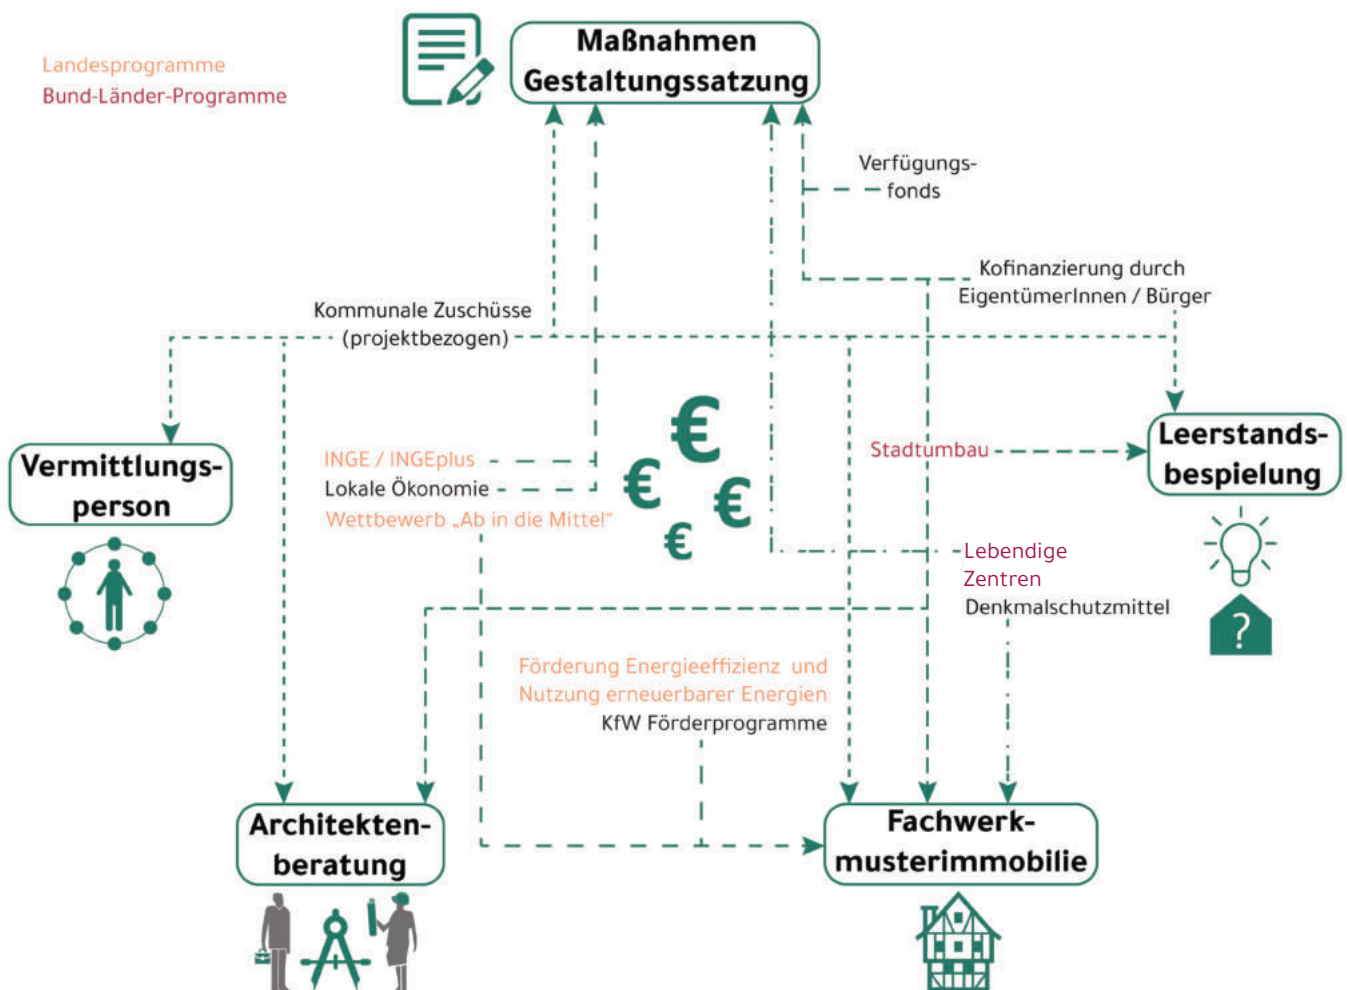 Landesprogramme
Bund-Länder-Programme
Maßnahmen
Gestaltungssatzung
Verfügungs-
fonds
Kofinanzierung durch
EigentümerInnen / Bürger
Kommunale Zuschüsse
(projektbezogen)
Vermittlungs-
person
INGE / INGEplus
Lokale Ökonomie
Wettbewerb „Ab in die Mitte!“
€
€
€
€
Stadtumbau
Leerstands-
bespielung
?
Lebendige
Zentren
Denkmalschutzmittel
Förderung Energieeffizienz und
Nutzung erneuerbarer Energien
KfW Förderprogramme
Architekten-
beratung
Fachwerk-
musterimmobilie